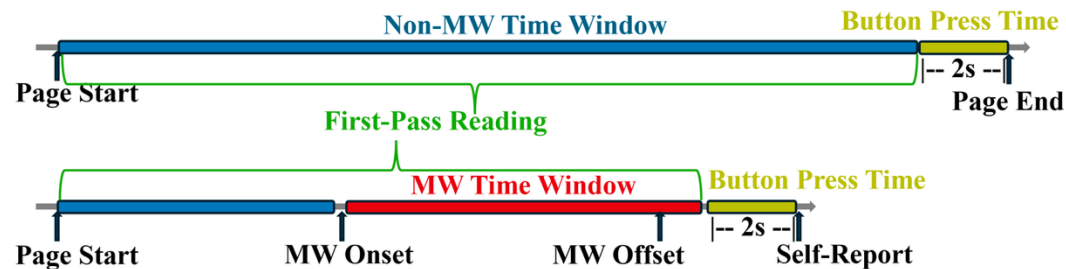 Non-MW Time Window
Button Press Time
|-- 2s --|
Page Start
Page End
First-Pass Reading
MW Time Window
Button Press Time
|-- 2s --|
Page Start
MW Onset
MW Offset
Self-Report